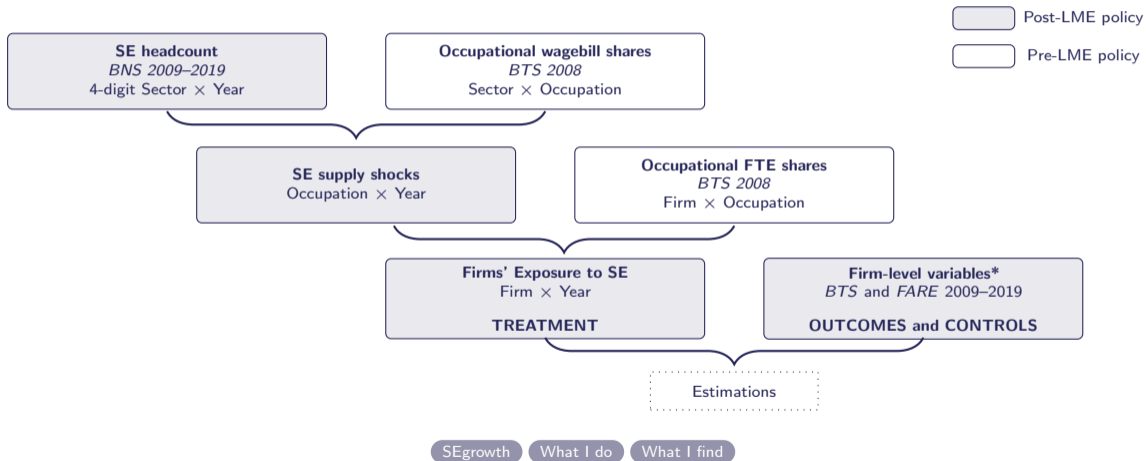 Post-LME policy
Pre-LME policy
SE headcount
BNS 2009–2019
4-digit Sector × Year
Occupational wagebill shares
BTS 2008
Sector × Occupation
SE supply shocks
Occupation × Year
Occupational FTE shares
BTS 2008
Firm × Occupation
Firms' Exposure to SE
Firm × Year
TREATMENT
Firm-level variables*
BTS and FARE 2009–2019
OUTCOMES and CONTROLS
Estimations
SEgrowth
What I do
What I find